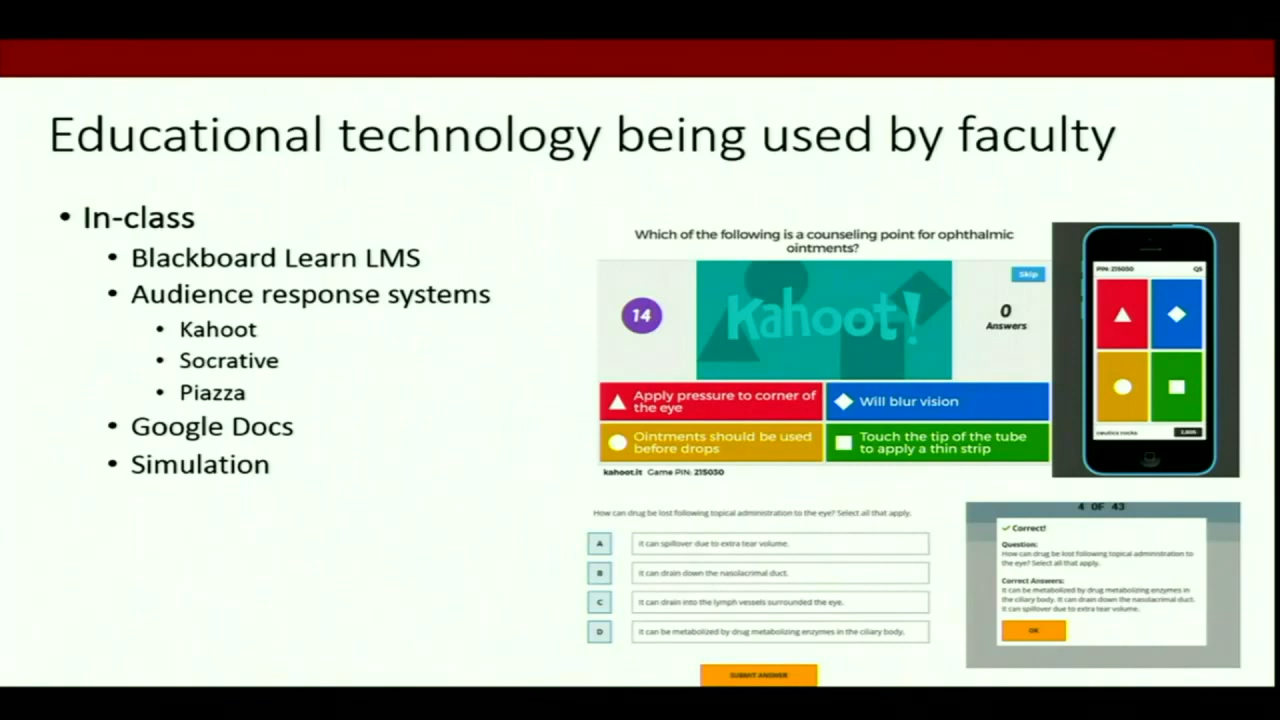 Educational technology being used by faculty
• In-class
• Blackboard Learn LMS
• Audience response systems
• Kahoot
• Socrative
• Piazza
• Google Docs
• Simulation
Which of the following is a counseling point for ophthalmic
ointments?
Skip
14
Kahoot!
0
Answers
Apply pressure to corner of
the eye
Will blur vision
Ointments should be used
before drops
Touch the tip of the tube
to apply a thin strip
kahoot.it Game PIN: 215050
PIN: 215050
Q5
ceutics rocks
How can drug be lost following topical administration to the eye? Select all that apply.
A
It can spillover due to extra tear volume.
B
It can drain down the nasolacrimal duct.
C
It can drain into the lymph vessels surrounded the eye.
D
It can be metabolized by drug metabolizing enzymes in the ciliary body.
SUBMIT ANSWER
4 OF 43
✓ Correct!
Question:
How can drug be lost following topical administration to
the eye? Select all that apply.
Correct Answers:
It can be metabolized by drug metabolizing enzymes in
the ciliary body. It can drain down the nasolacrimal duct.
It can spillover due to extra tear volume.
OK